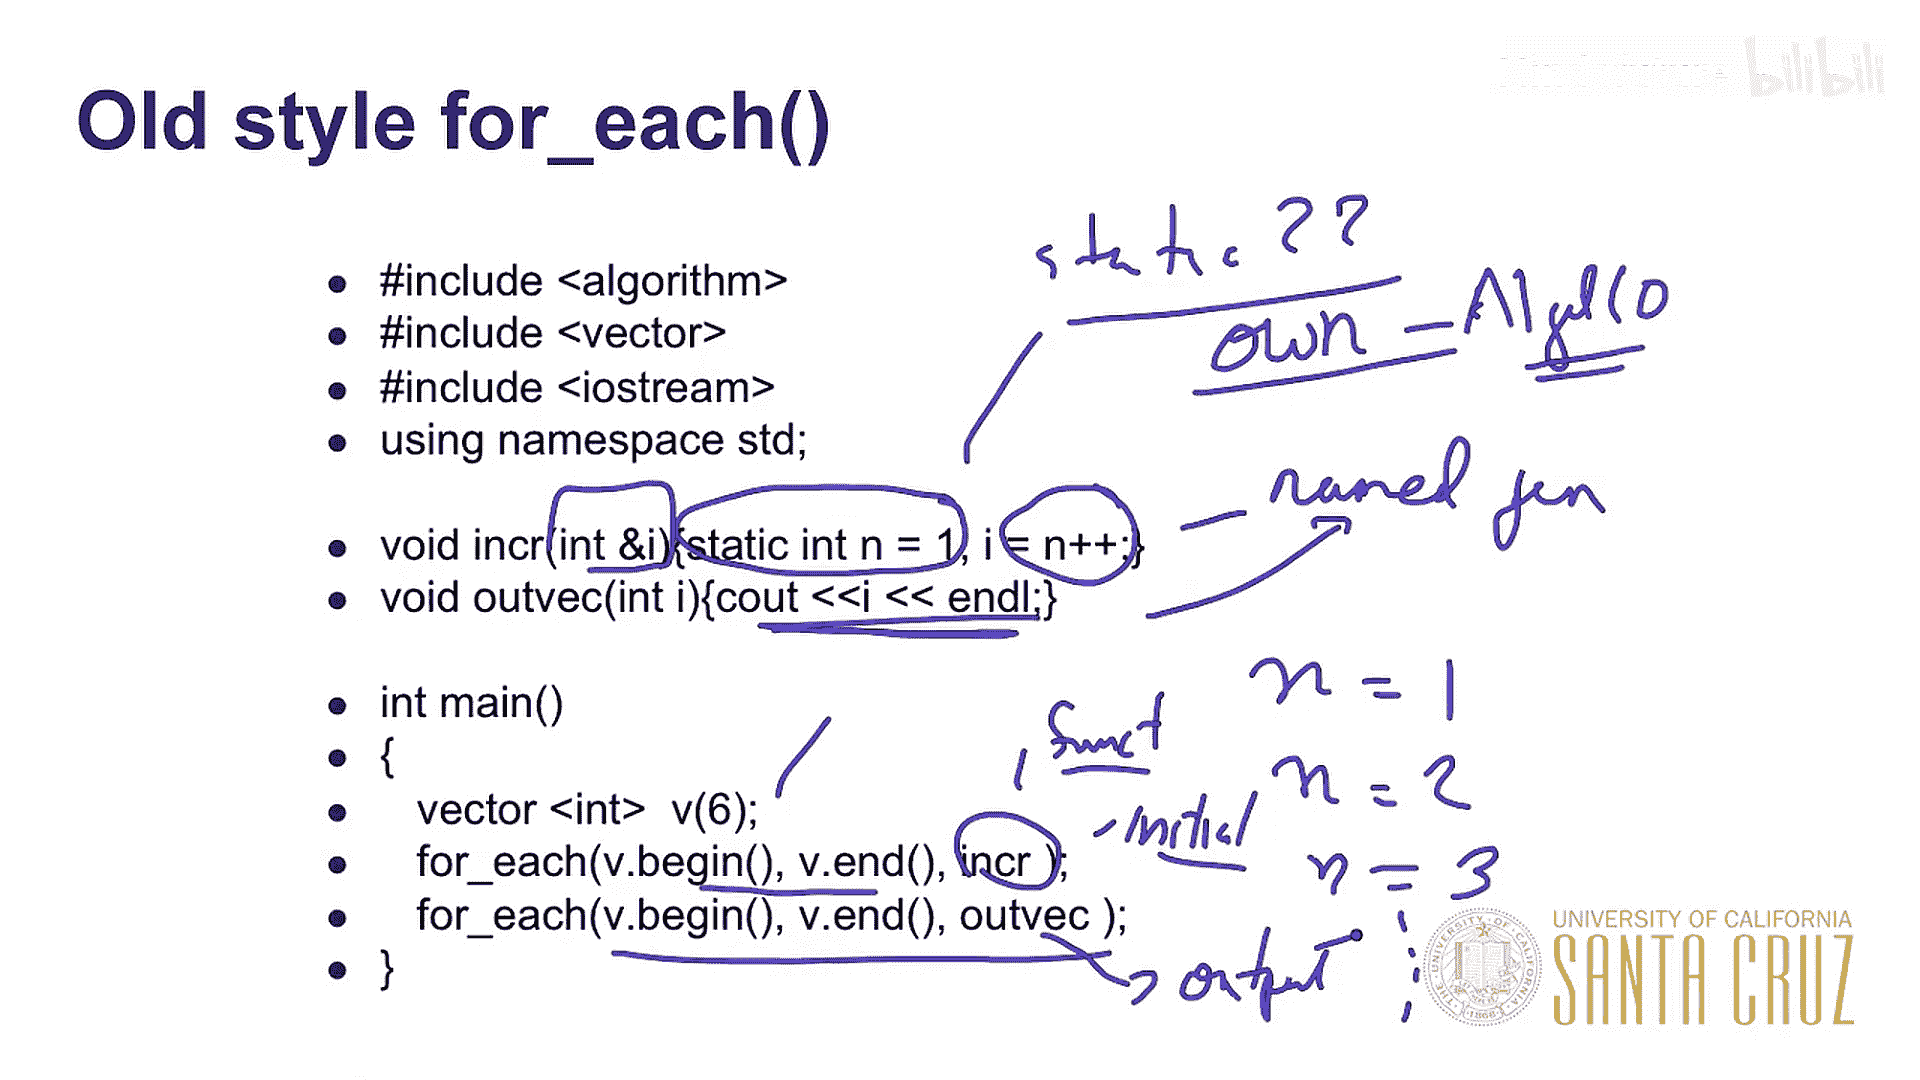 bilibili
Old style for_each()
static ??
own – Algol 60
• #include <algorithm>
• #include <vector>
• #include <iostream>
• using namespace std;
named fcn
• void incr(int &i){static int n = 1, i = n++;}
• void outvec(int i){cout <<i << endl;}
• int main()
• {
• vector <int> v(6);
• for_each(v.begin(), v.end(), incr );
• for_each(v.begin(), v.end(), outvec );
• }
funct
– initial
output
n = 1
n = 2
n = 3
UNIVERSITY OF CALIFORNIA
SANTA CRUZ